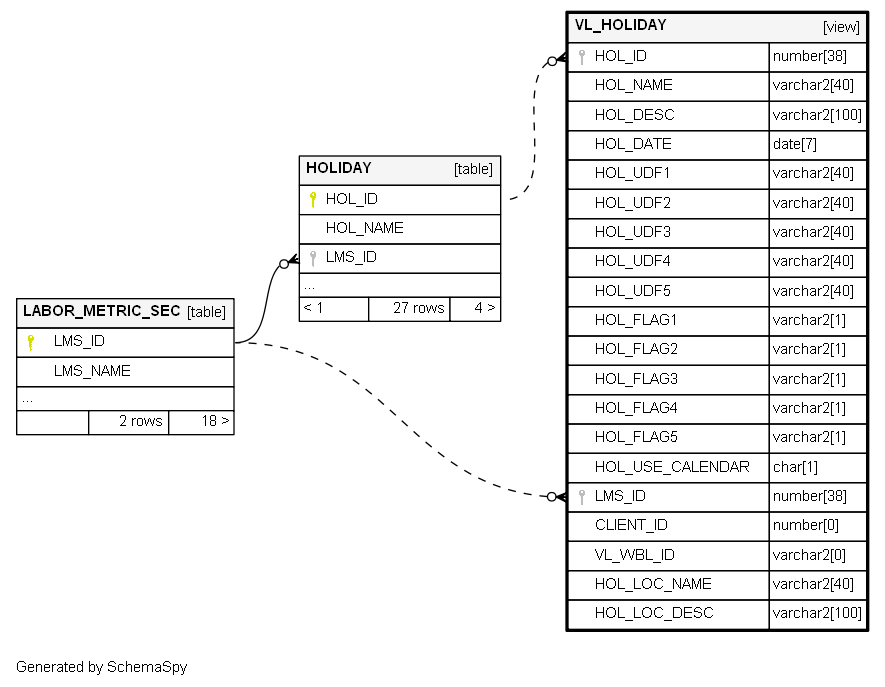 VL_HOLIDAY [view]
HOL_ID number[38]
HOL_NAME varchar2[40]
HOL_DESC varchar2[100]
HOL_DATE date[7]
HOL_UDF1 varchar2[40]
HOL_UDF2 varchar2[40]
HOL_UDF3 varchar2[40]
HOL_UDF4 varchar2[40]
HOL_UDF5 varchar2[40]
HOL_FLAG1 varchar2[1]
HOL_FLAG2 varchar2[1]
HOL_FLAG3 varchar2[1]
HOL_FLAG4 varchar2[1]
HOL_FLAG5 varchar2[1]
HOL_USE_CALENDAR char[1]
LMS_ID number[38]
CLIENT_ID number[0]
VL_WBL_ID varchar2[0]
HOL_LOC_NAME varchar2[40]
HOL_LOC_DESC varchar2[100]
HOLIDAY [table]
HOL_ID
HOL_NAME
LMS_ID
...
< 1 27 rows 4 >
LABOR_METRIC_SEC [table]
LMS_ID
LMS_NAME
...
2 rows 18 >
Generated by SchemaSpy